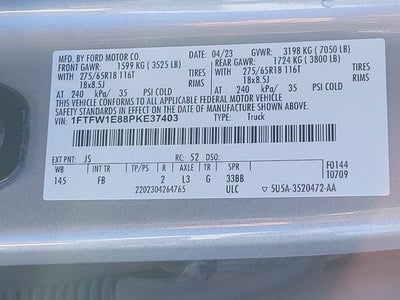 MFD. BY FORD MOTOR CO. 04/23 GVWR: 3198 KG ( 7050 LB)
FRONT GAWR: 1599 KG ( 3525 LB) REAR GAWR: 1724 KG ( 3800 LB)
WITH 275/65R18 116T TIRES WITH 275/65R18 116T TIRES
18x8.5J RIMS 18x8.5J RIMS
AT 240 kPa/ 35 PSI COLD AT 240 kPa/ 35 PSI COLD
THIS VEHICLE CONFORMS TO ALL APPLICABLE FEDERAL MOTOR VEHICLE
SAFETY STANDARDS IN EFFECT ON THE DATE OF MANUFACTURE SHOWN ABOVE.
VIN: 1FTFW1E88PKE37403 TYPE: Truck
EXT PNT: JS RC: 52 DSO:
WB INT TR TP/PS R AXLE TR SPR F0144
145 FB 2 L3 G 33BB T0709
2202304264765 ULC 5U5A-3520472-AA